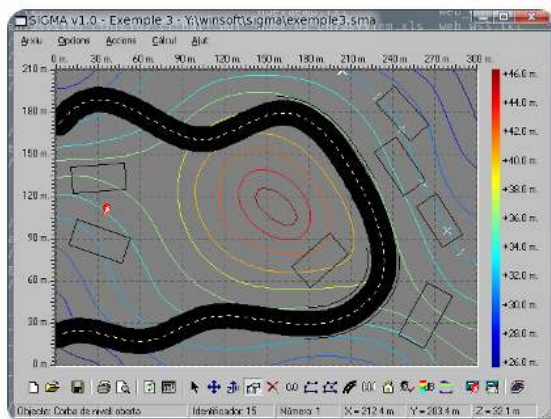 SIGMA v1.0 - Exemple 3 - Y:\winsoft\sigma\exemple3.sma
Arxiu Opcions Accions Càlcul Ajut
0 m. 30 m. 60 m. 90 m. 120 m. 150 m. 180 m. 210 m. 240 m. 270 m. 300 m.
210 m.
180 m.
150 m.
120 m.
90 m.
60 m.
30 m.
0 m.
+46.0 m.
+44.0 m.
+42.0 m.
+40.0 m.
+38.0 m.
+36.0 m.
+34.0 m.
+32.0 m.
+30.0 m.
+28.0 m.
+26.0 m.
Objecte: Corba de nivell oberta Identificador: 15 Número: 1 X = 212.4 m Y = 203.4 m Z = 32.1 m